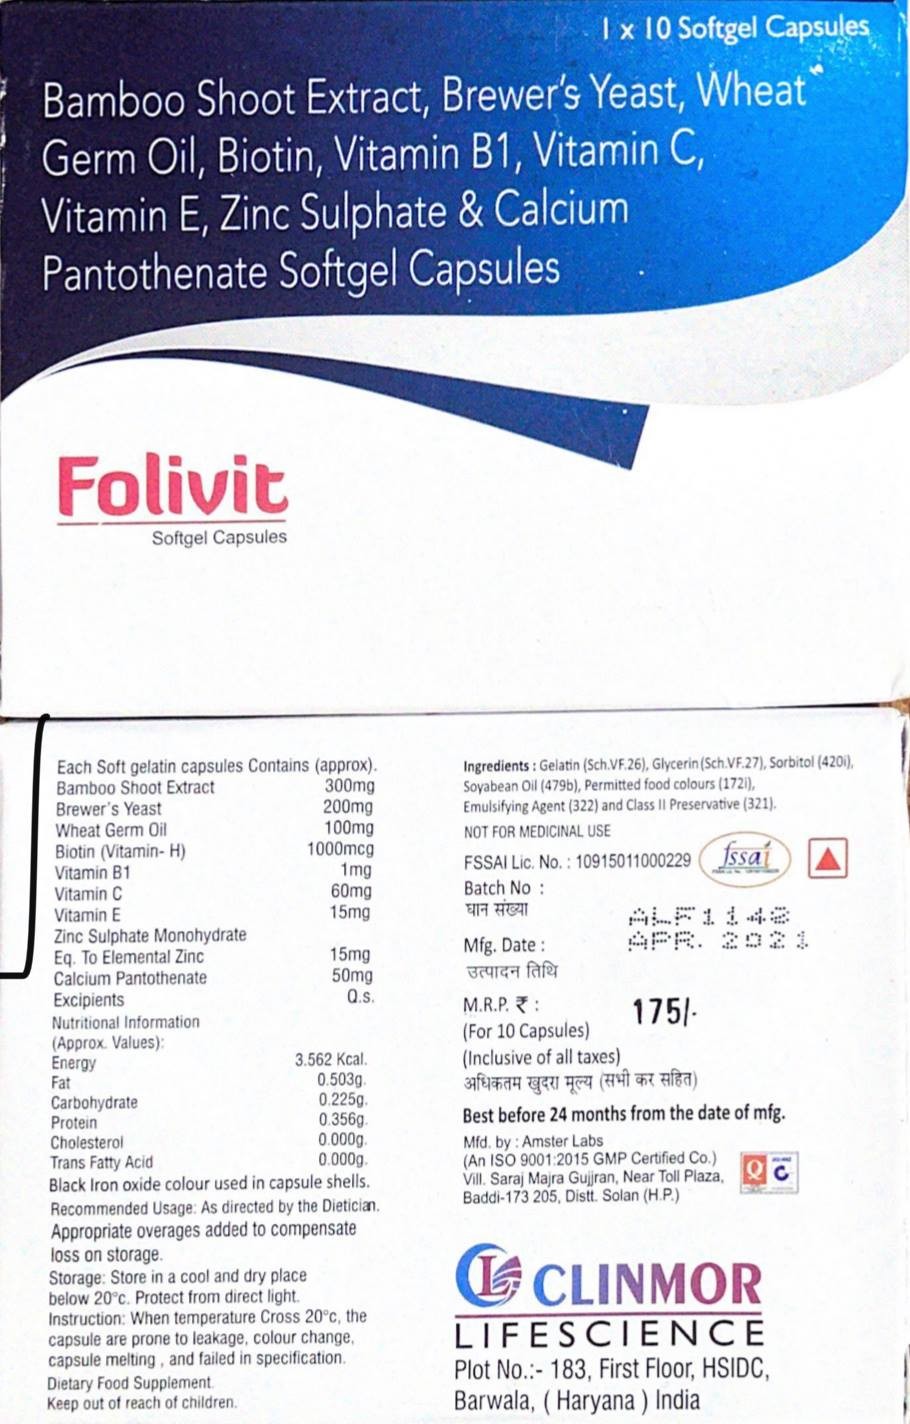 1 x 10 Softgel Capsules
Bamboo Shoot Extract, Brewer's Yeast, Wheat
Germ Oil, Biotin, Vitamin B1, Vitamin C,
Vitamin E, Zinc Sulphate & Calcium
Pantothenate Softgel Capsules
Folivit
Softgel Capsules
Each Soft gelatin capsules Contains (approx).
Bamboo Shoot Extract 300mg
Brewer's Yeast 200mg
Wheat Germ Oil 100mg
Biotin (Vitamin- H) 1000mcg
Vitamin B1 1mg
Vitamin C 60mg
Vitamin E 15mg
Zinc Sulphate Monohydrate
Eq. To Elemental Zinc 15mg
Calcium Pantothenate 50mg
Excipients Q.s.
Nutritional Information
(Approx. Values):
Energy 3.562 Kcal.
Fat 0.503g.
Carbohydrate 0.225g.
Protein 0.356g.
Cholesterol 0.000g.
Trans Fatty Acid 0.000g.
Black Iron oxide colour used in capsule shells.
Recommended Usage: As directed by the Dietician.
Appropriate overages added to compensate
loss on storage.
Storage: Store in a cool and dry place
below 20°c. Protect from direct light.
Instruction: When temperature Cross 20°c, the
capsule are prone to leakage, colour change,
capsule melting , and failed in specification.
Dietary Food Supplement.
Keep out of reach of children.
Ingredients : Gelatin (Sch.VF.26), Glycerin (Sch.VF.27), Sorbitol (420i),
Soyabean Oil (479b), Permitted food colours (172i),
Emulsifying Agent (322) and Class II Preservative (321).
NOT FOR MEDICINAL USE
FSSAI Lic. No. : 10915011000229 fssai
Batch No :
घान संख्या ALF1148
Mfg. Date : APR. 2021
उत्पादन तिथि
M.R.P. ₹ : 175/-
(For 10 Capsules)
(Inclusive of all taxes)
अधिकतम खुदरा मूल्य (सभी कर सहित)
Best before 24 months from the date of mfg.
Mfd. by : Amster Labs
(An ISO 9001:2015 GMP Certified Co.)
Vill. Saraj Majra Gujjran, Near Toll Plaza,
Baddi-173 205, Distt. Solan (H.P.)
Q C
CL CLINMOR
LIFESCIENCE
Plot No.:- 183, First Floor, HSIDC,
Barwala, ( Haryana ) India